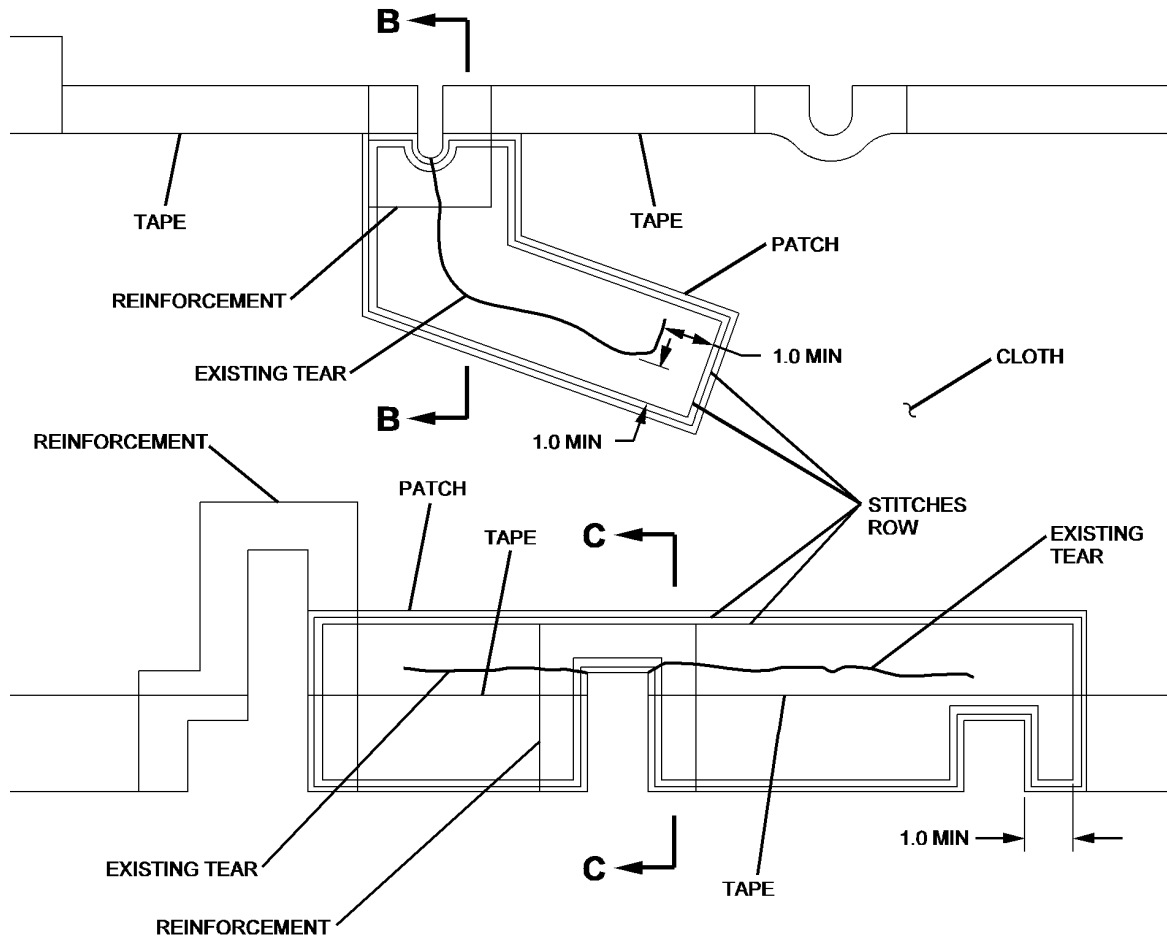 B
TAPE
TAPE
PATCH
REINFORCEMENT
1.0 MIN
CLOTH
EXISTING TEAR
B
1.0 MIN
REINFORCEMENT
PATCH
STITCHES
ROW
TAPE
C
EXISTING
TEAR
1.0 MIN
EXISTING TEAR
C
TAPE
REINFORCEMENT